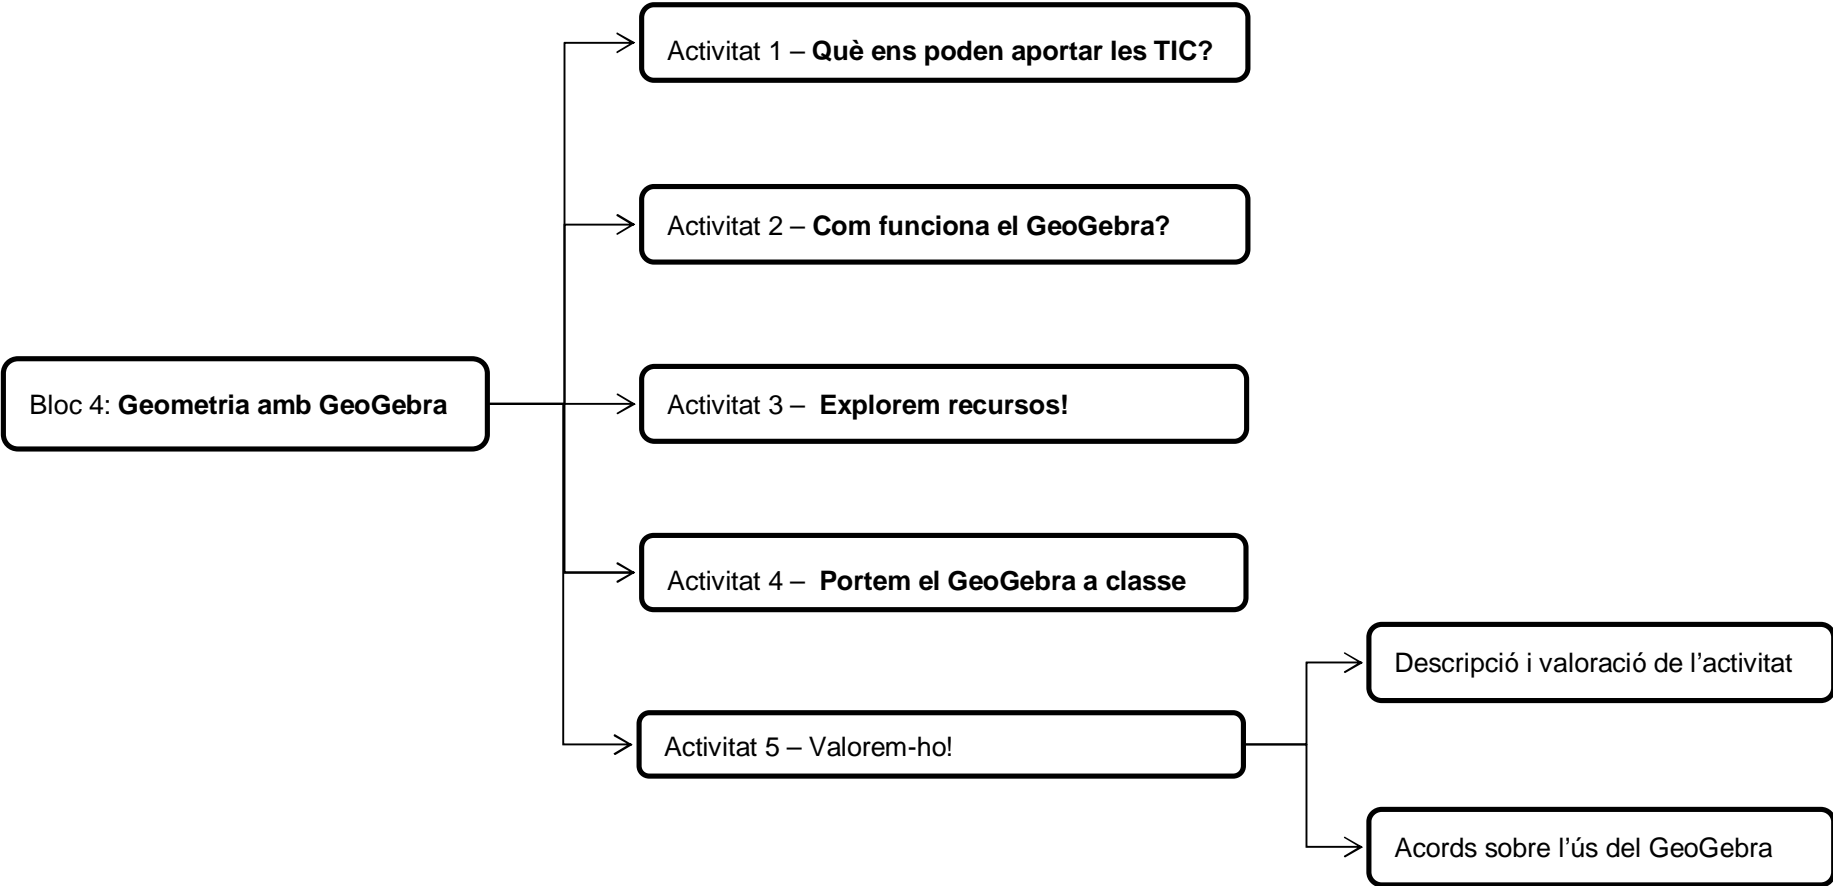 Activitat 1 – Què ens poden aportar les TIC?
Activitat 2 – Com funciona el GeoGebra?
Bloc 4: Geometria amb GeoGebra
Activitat 3 – Explorem recursos!
Activitat 4 – Portem el GeoGebra a classe
Activitat 5 – Valorem-ho!
Descripció i valoració de l’activitat
Acords sobre l’ús del GeoGebra